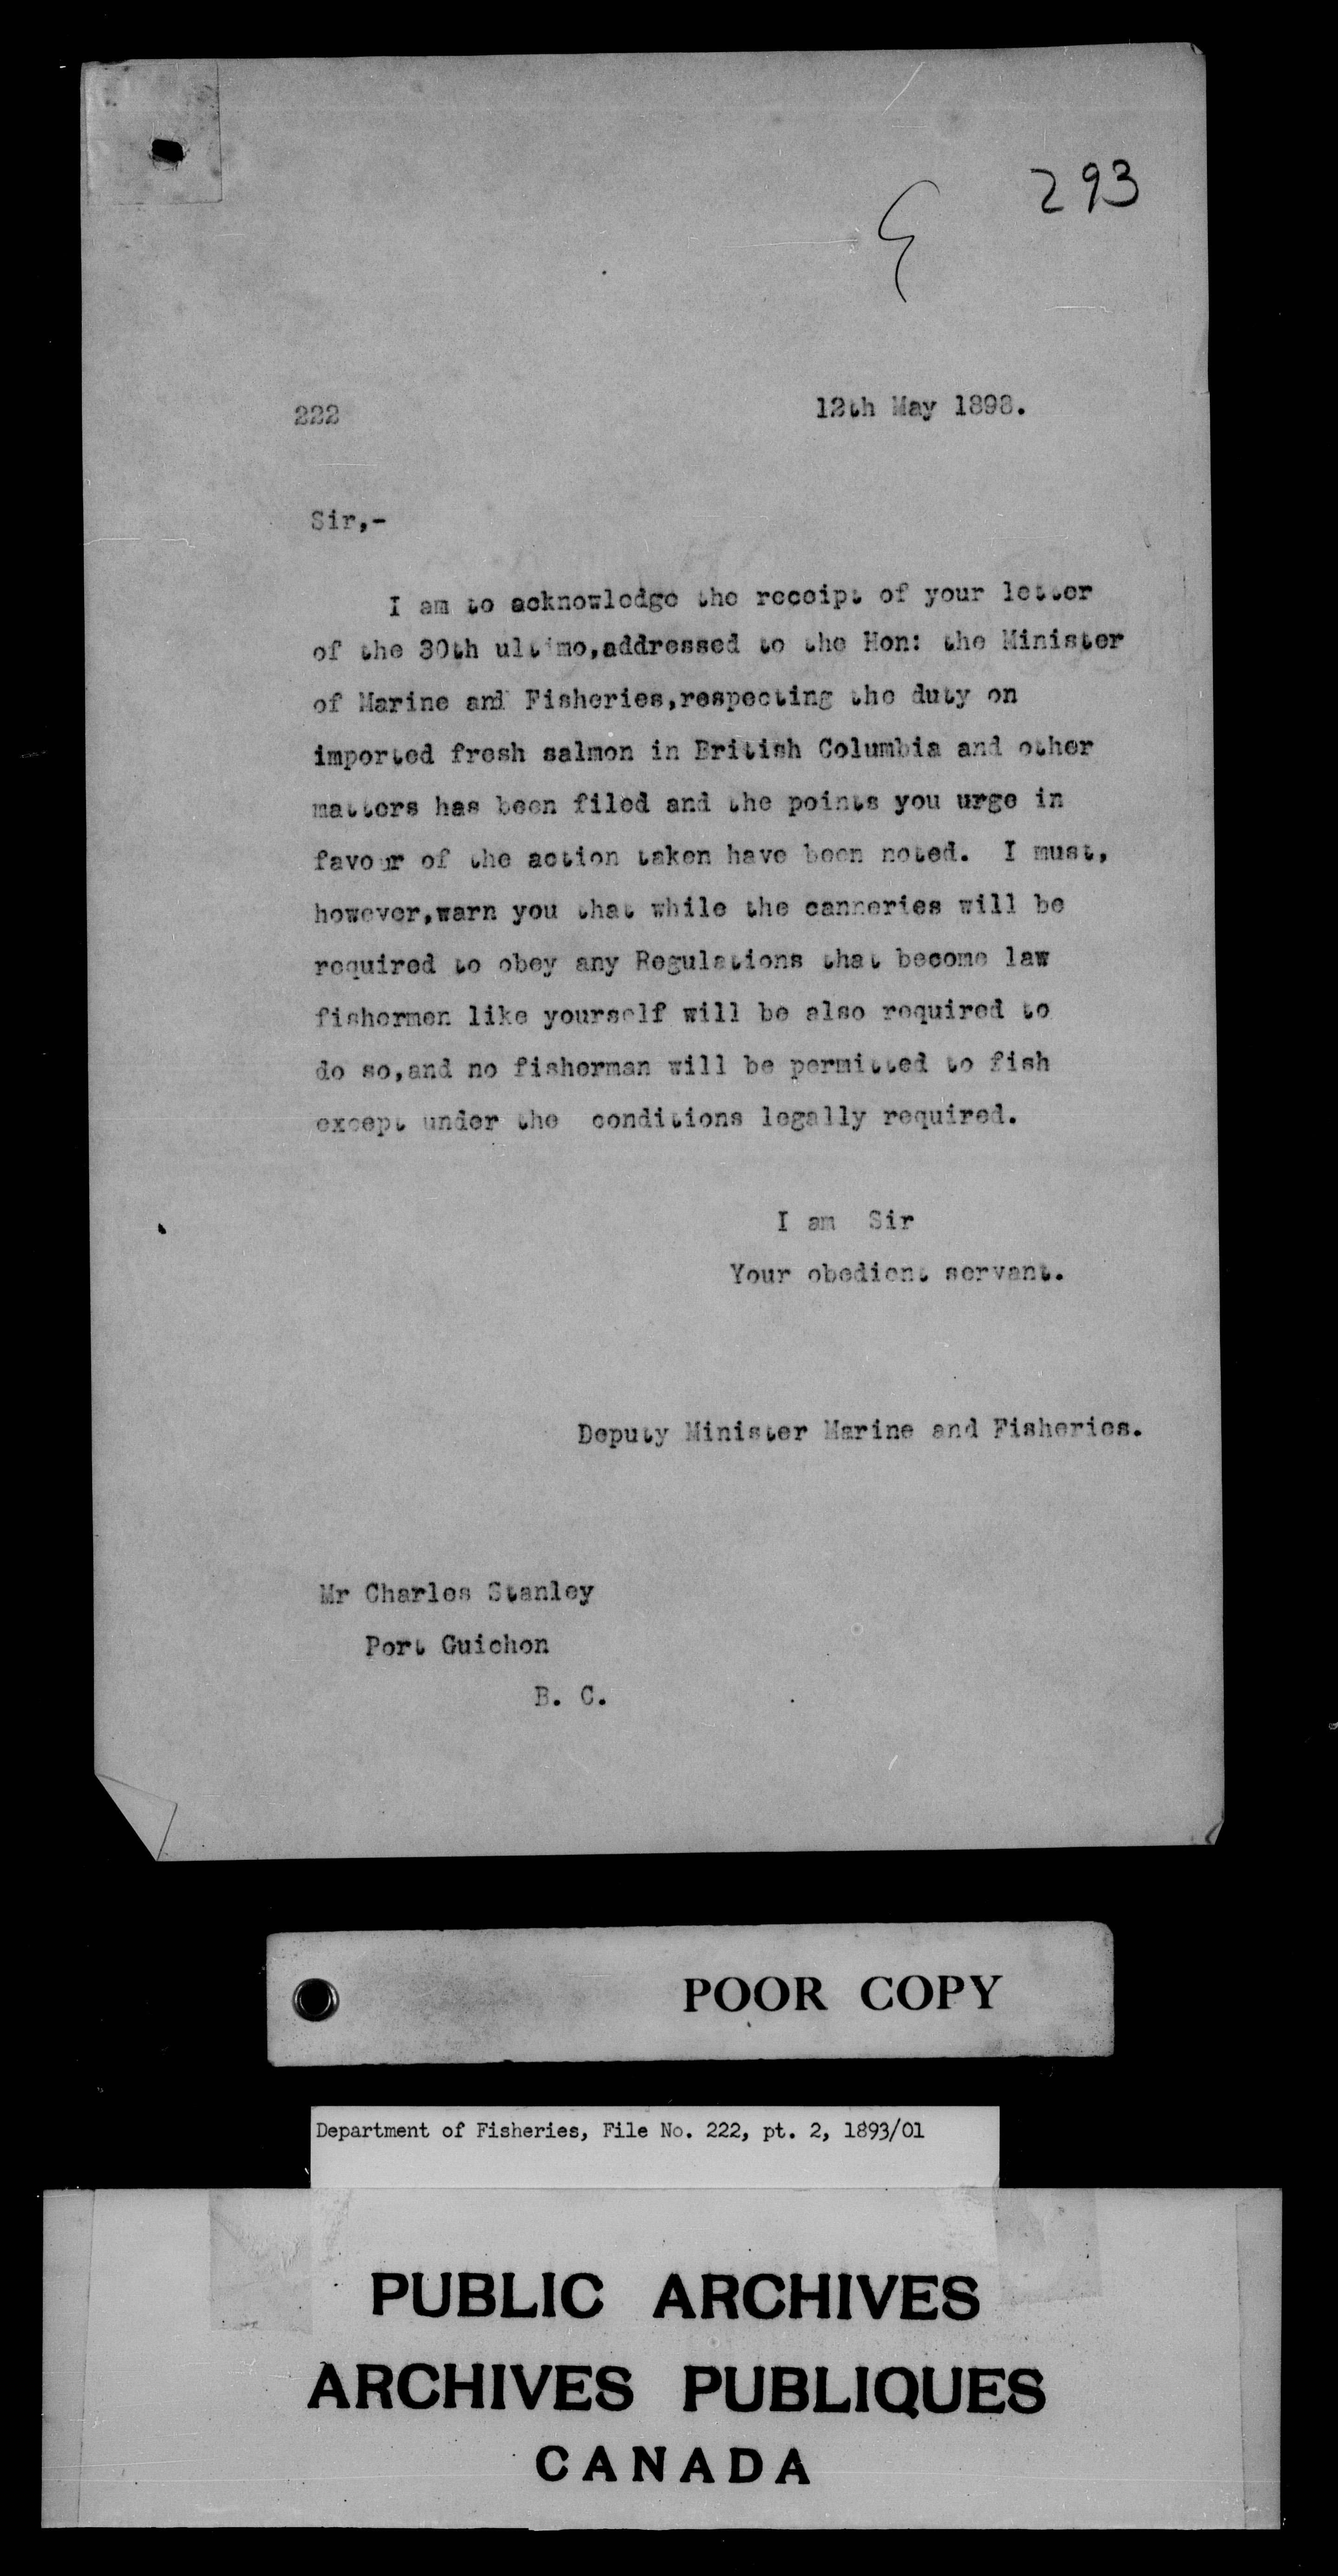 293
222 12th May 1898.
Sir,-
I am to acknowledge the receipt of your letter
of the 30th ultimo,addressed to the Hon: the Minister
of Marine and Fisheries,respecting the duty on
imported fresh salmon in British Columbia and other
matters has been filed and the points you urge in
favour of the action taken have been noted. I must,
however,warn you that while the canneries will be
required to obey any Regulations that become law
fishermen like yourself will be also required to
do so,and no fisherman will be permitted to fish
except under the conditions legally required.
I am Sir
Your obedient servant.
Deputy Minister Marine and Fisheries.
Mr Charles Stanley
Port Guichon
B. C.
POOR COPY
Department of Fisheries, File No. 222, pt. 2, 1893/01
PUBLIC ARCHIVES
ARCHIVES PUBLIQUES
CANADA